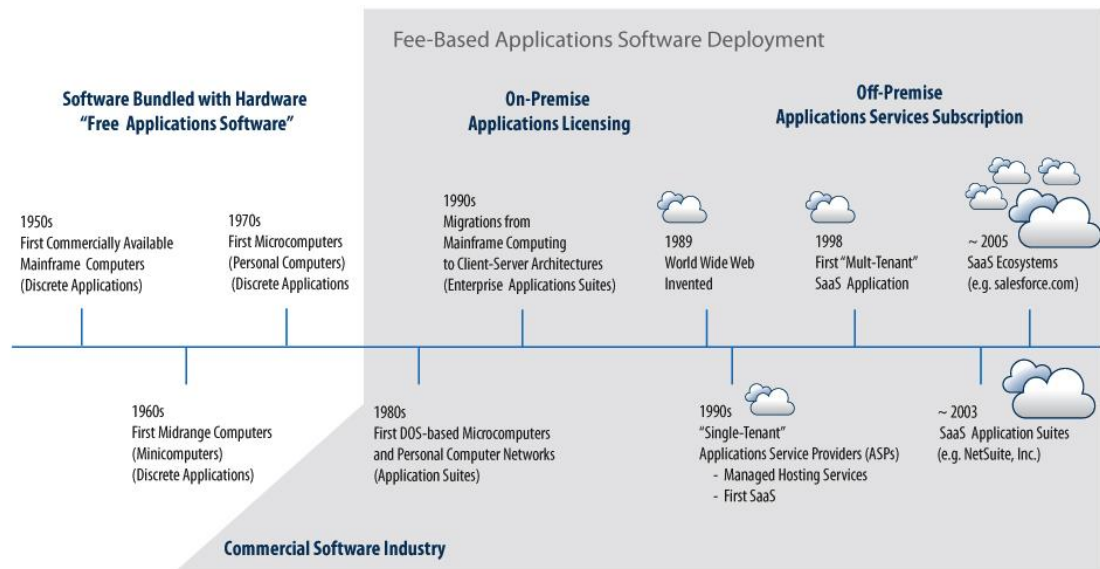 Fee-Based Applications Software Deployment
Software Bundled with Hardware
“Free Applications Software”
On-Premise
Applications Licensing
Off-Premise
Applications Services Subscription
1950s
First Commercially Available
Mainframe Computers
(Discrete Applications)
1970s
First Microcomputers
(Personal Computers)
(Discrete Applications
1990s
Migrations from
Mainframe Computing
to Client-Server Architectures
(Enterprise Applications Suites)
1989
World Wide Web
Invented
1998
First “Mult-Tenant”
SaaS Application
~ 2005
SaaS Ecosystems
(e.g. salesforce.com)
1960s
First Midrange Computers
(Minicomputers)
(Discrete Applications)
1980s
First DOS-based Microcomputers
and Personal Computer Networks
(Application Suites)
1990s
“Single-Tenant”
Applications Service Providers (ASPs)
- Managed Hosting Services
- First SaaS
~ 2003
SaaS Application Suites
(e.g. NetSuite, Inc.)
Commercial Software Industry